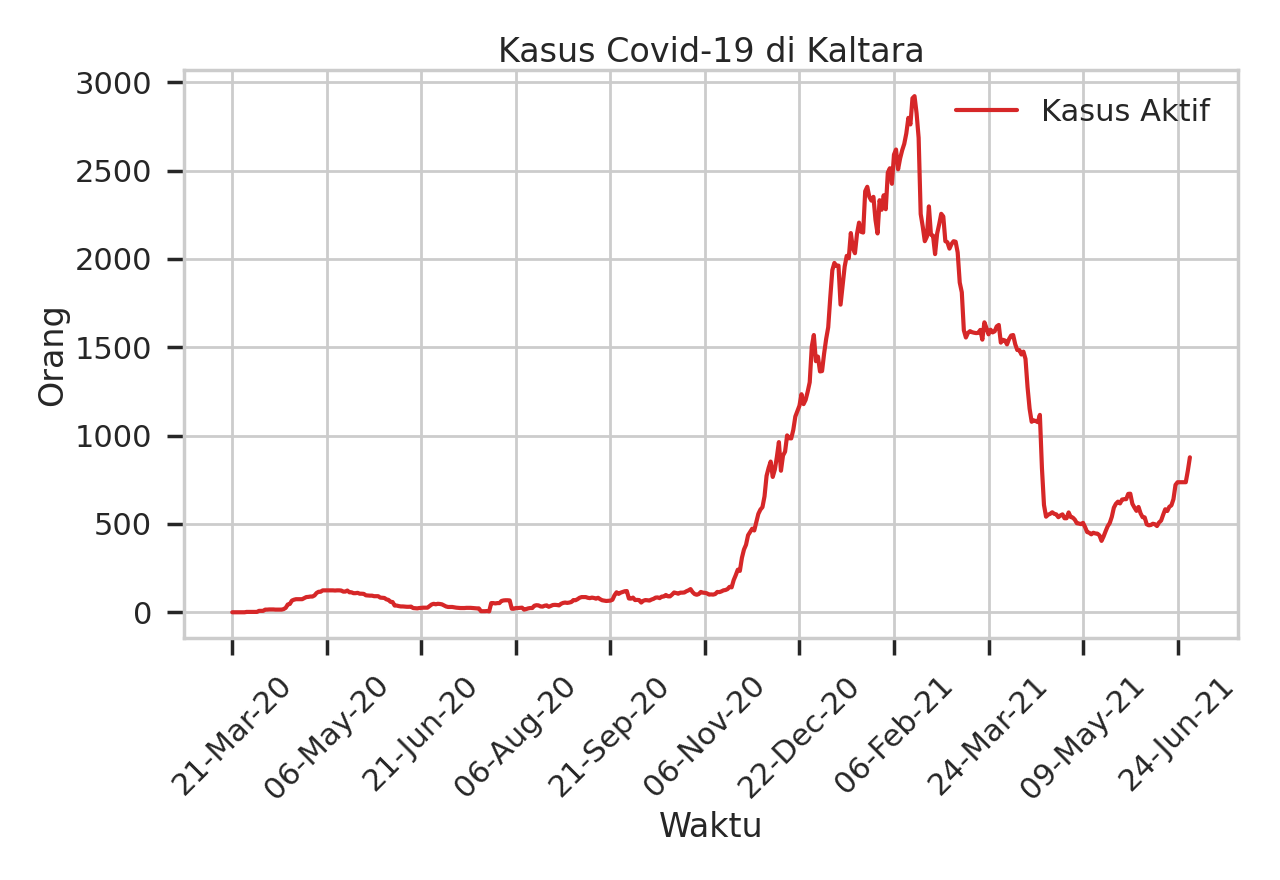 Kasus Covid-19 di Kaltara
Kasus Aktif
Orang
3000
2500
2000
1500
1000
500
0
21-Mar-20
06-May-20
21-Jun-20
06-Aug-20
21-Sep-20
06-Nov-20
22-Dec-20
06-Feb-21
24-Mar-21
09-May-21
24-Jun-21
Waktu